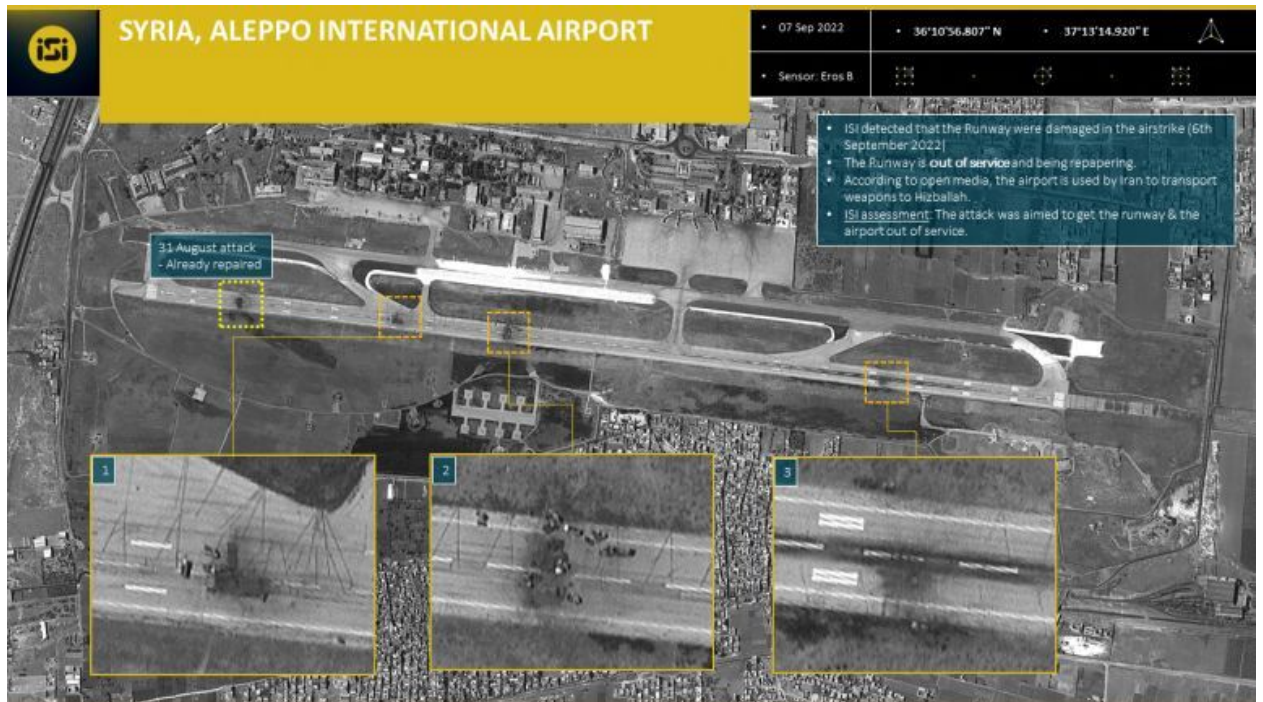 iSi
SYRIA, ALEPPO INTERNATIONAL AIRPORT
• 07 Sep 2022
• 36°10'56.807" N
• 37°13'14.920" E
• Sensor: Eros B
• ISI detected that the Runway were damaged in the airstrike (6th
September 2022)
• The Runway is out of service and being repapering.
• According to open media, the airport is used by Iran to transport
weapons to Hizballah.
• ISI assessment: The attack was aimed to get the runway & the
airport out of service.
31 August attack
- Already repaired
1
2
3